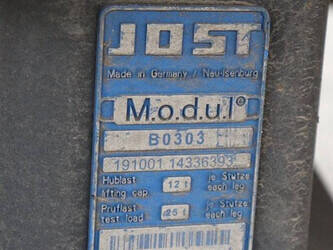 JOST
Made in Germany / Neu-Isenburg
M.o.d.u.l ®
B0303
191001 14336393
Hublast 12 t je Stütze
lifting cap. each leg
Prüflast 25 t je Stütze
test load each leg